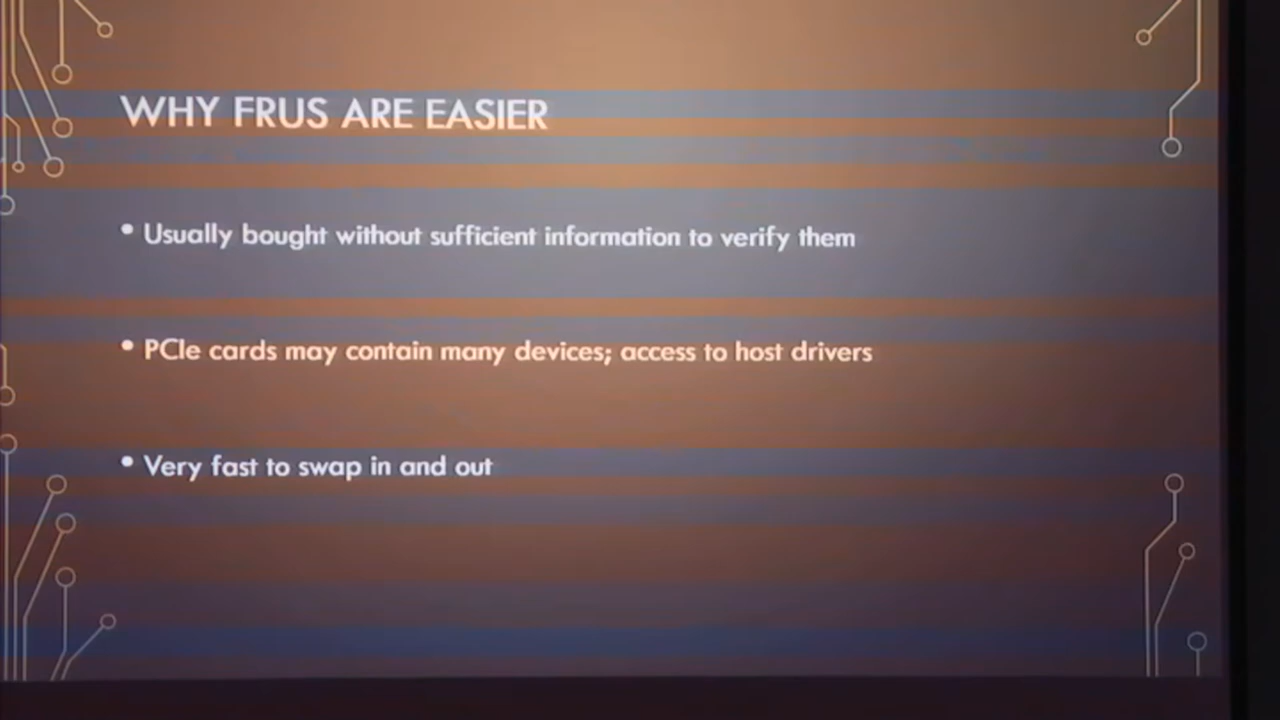 WHY FRUS ARE EASIER
• Usually bought without sufficient information to verify them
• PCIe cards may contain many devices; access to host drivers
• Very fast to swap in and out